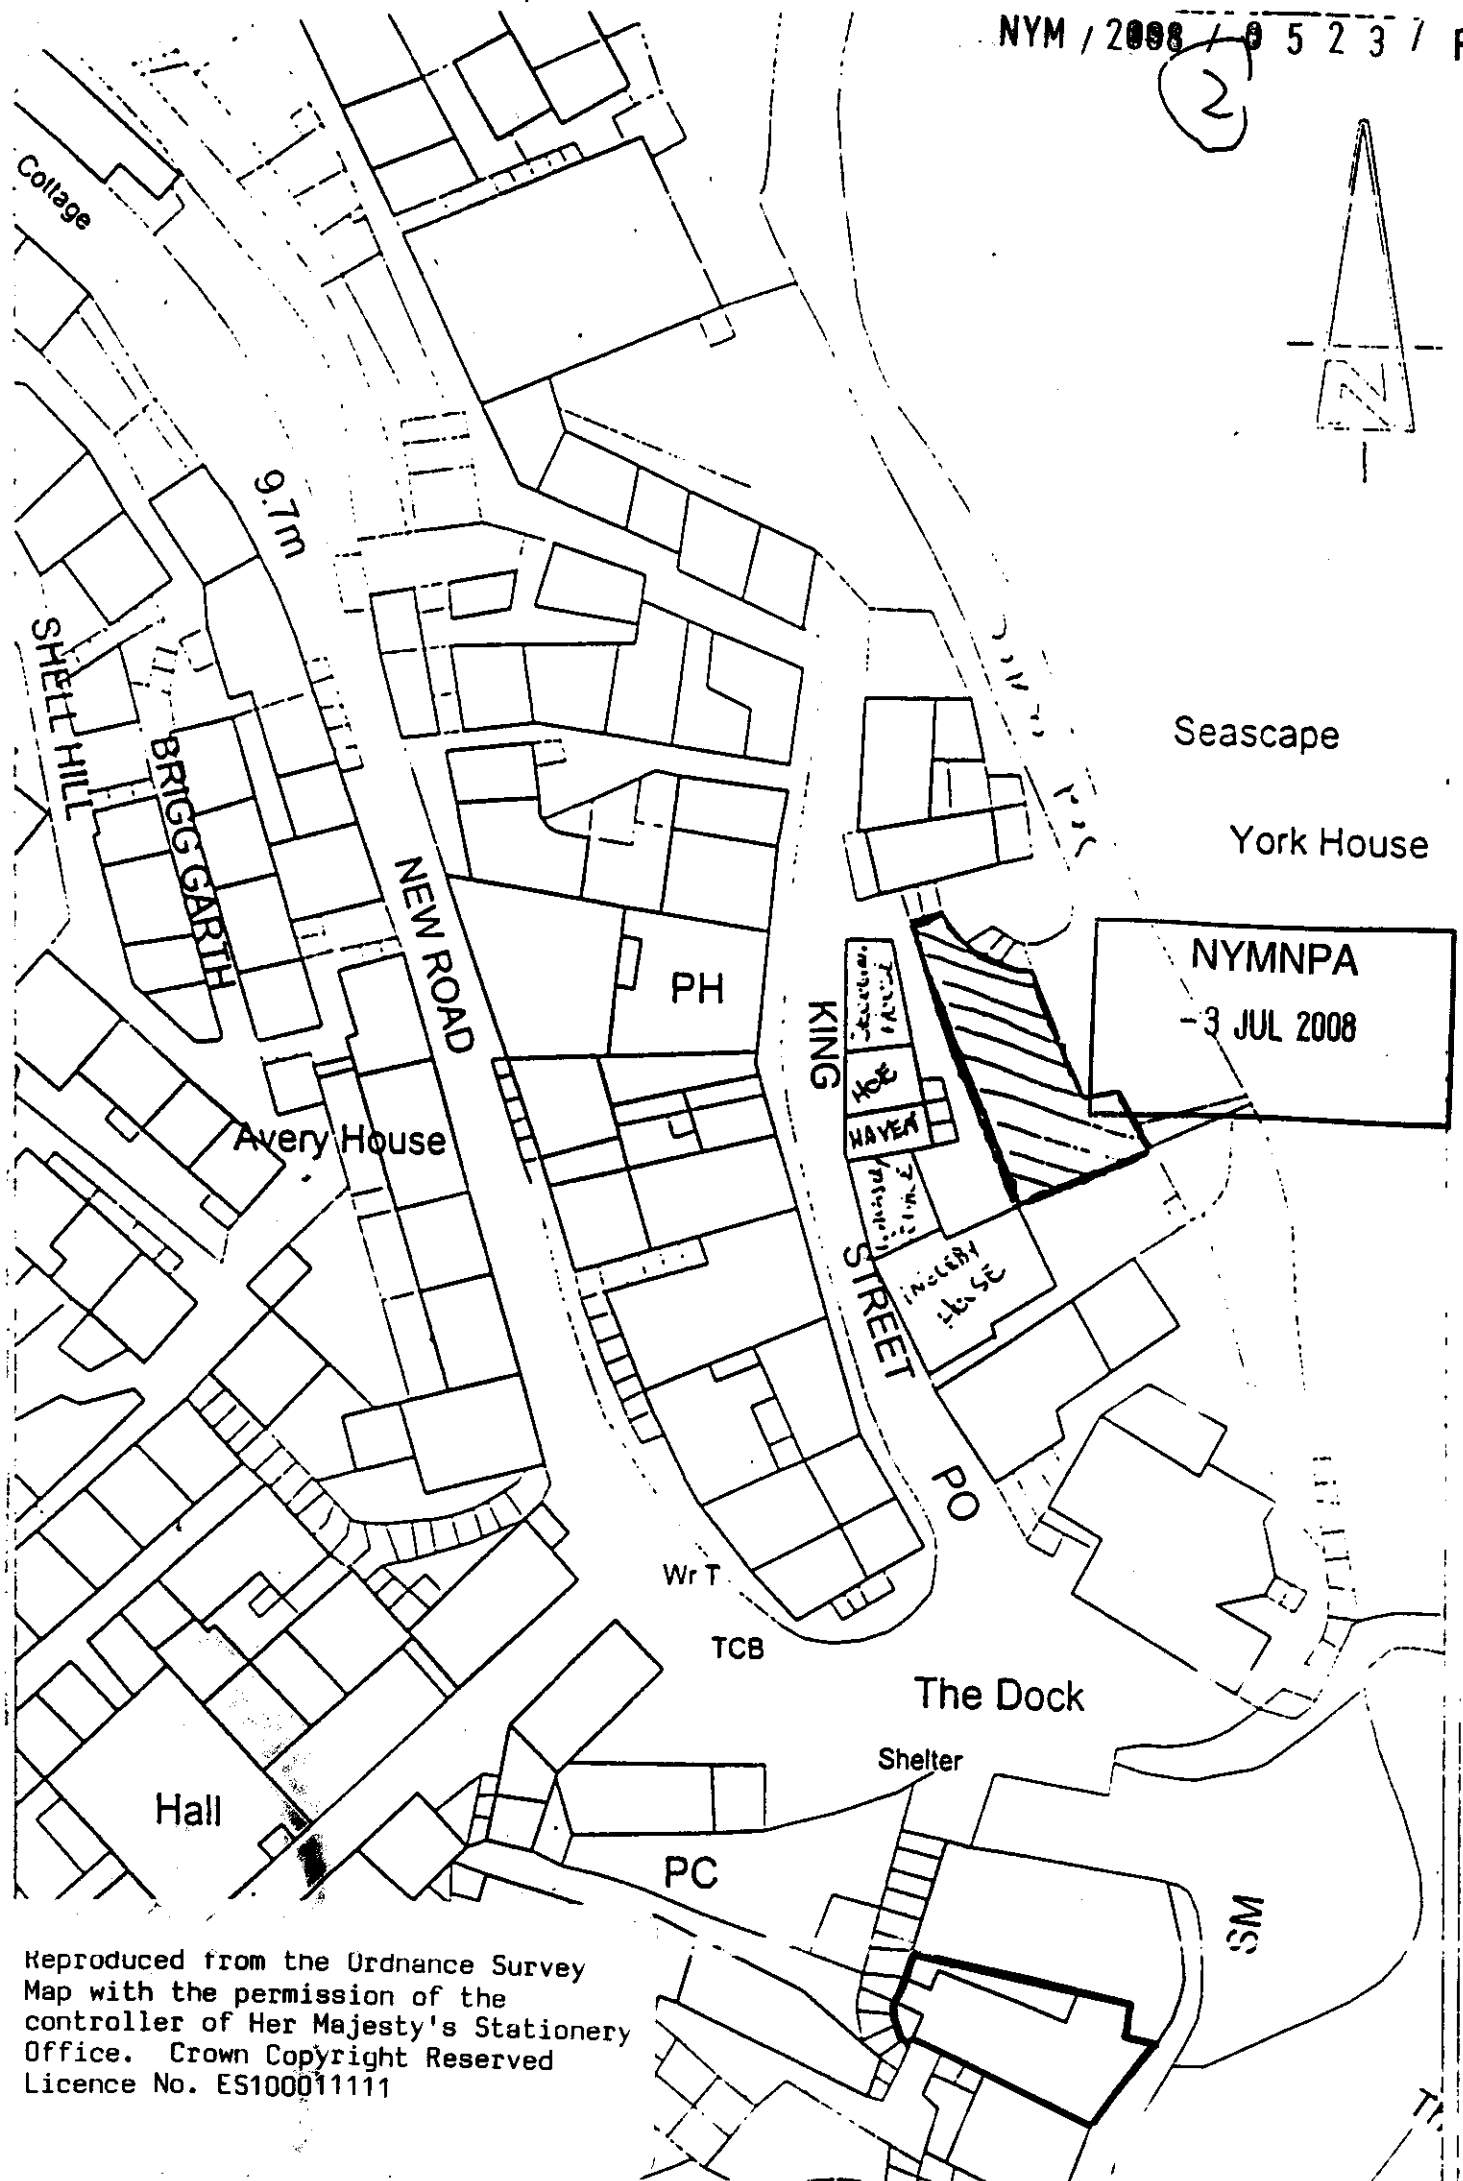 NYM / 2008 / 0 5 2 3 / F
2
Cottage
N
9.7m
SHELL HILL
BRIGG GARTH
NEW ROAD
Seascape
York House
PH
KING
STREET
HOE
HAVEN
INGLEBY
HOUSE
NYMNPA
-3 JUL 2008
Avery House
PO
Wr T
TCB
The Dock
Shelter
Hall
PC
SM
Reproduced from the Ordnance Survey
Map with the permission of the
controller of Her Majesty's Stationery
Office. Crown Copyright Reserved
Licence No. ES100011111